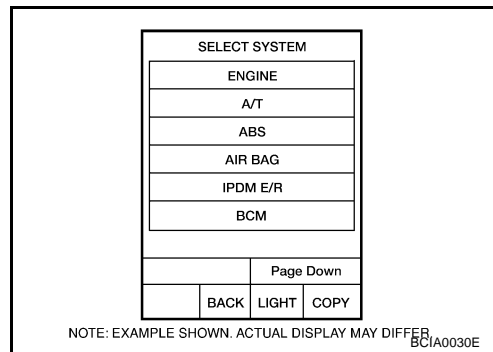 SELECT SYSTEM
ENGINE
A/T
ABS
AIR BAG
IPDM E/R
BCM
Page Down
BACK LIGHT COPY
NOTE: EXAMPLE SHOWN. ACTUAL DISPLAY MAY DIFFER.
BCIA0030E